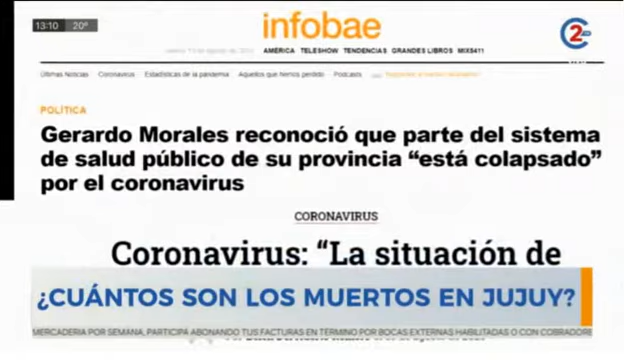 13:10 20°
infobae
2
AMÉRICA TELESHOW TENDENCIAS GRANDES LIBROS MIX5411
Últimas Noticias Coronavirus Estadísticas de la pandemia Aquellos que hemos perdido Podcasts
POLÍTICA
Gerardo Morales reconoció que parte del sistema
de salud público de su provincia “está colapsado”
por el coronavirus
CORONAVIRUS
Coronavirus: “La situación de
¿CUÁNTOS SON LOS MUERTOS EN JUJUY?
MERCADERIA POR SEMANA, PARTICIPA ABONANDO TUS FACTURAS EN TERMINO POR BOCAS EXTERNAS HABILITADAS O CON COBRADORE